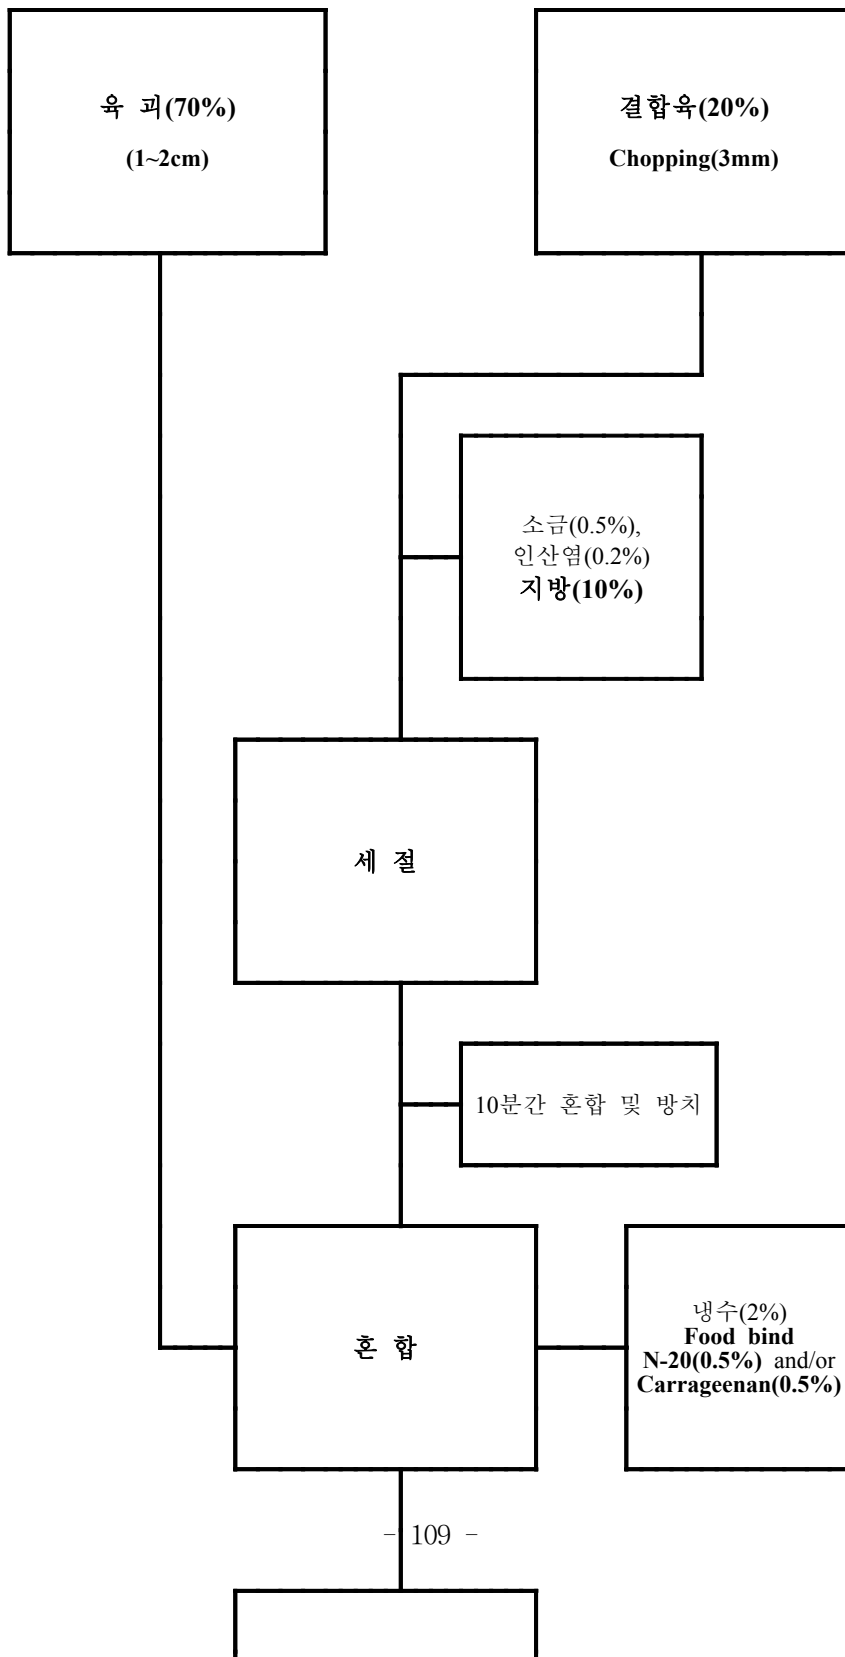 육 괴(70%)
(1~2cm)
결합육(20%)
Chopping(3mm)
소금(0.5%),
인산염(0.2%)
지방(10%)
세 절
10분간 혼합 및 방치
혼 합
냉수(2%)
Food bind
N-20(0.5%) and/or
Carrageenan(0.5%)
- 109 -